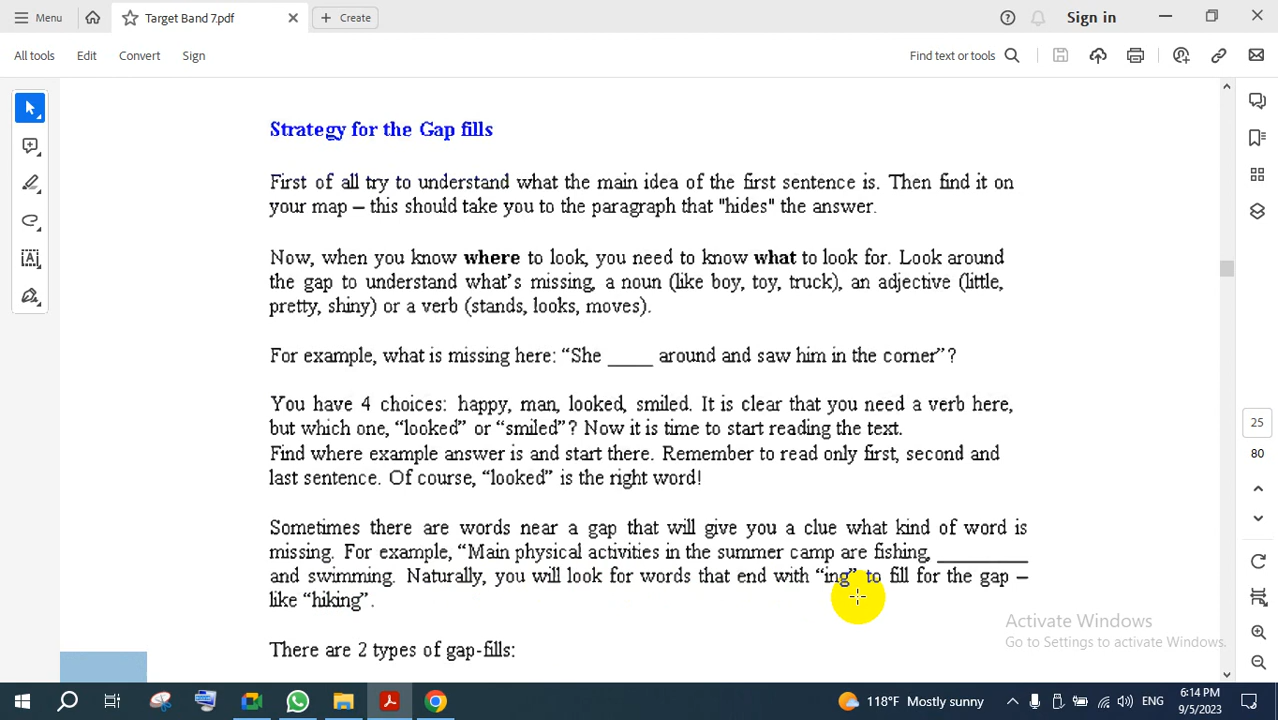 Menu
Target Band 7.pdf
Create
Sign in
All tools
Edit
Convert
Sign
Find text or tools
Strategy for the Gap fills
First of all try to understand what the main idea of the first sentence is. Then find it on
your map – this should take you to the paragraph that "hides" the answer.
Now, when you know where to look, you need to know what to look for. Look around
the gap to understand what’s missing, a noun (like boy, toy, truck), an adjective (little,
pretty, shiny) or a verb (stands, looks, moves).
For example, what is missing here: “She _____ around and saw him in the corner”?
You have 4 choices: happy, man, looked, smiled. It is clear that you need a verb here,
but which one, “looked” or “smiled”? Now it is time to start reading the text.
Find where example answer is and start there. Remember to read only first, second and
last sentence. Of course, “looked” is the right word!
Sometimes there are words near a gap that will give you a clue what kind of word is
missing. For example, “Main physical activities in the summer camp are fishing, __________
and swimming. Naturally, you will look for words that end with “ing” to fill for the gap –
like “hiking”.
There are 2 types of gap-fills:
25
80
Activate Windows
Go to Settings to activate Windows.
118°F Mostly sunny
ENG
6:14 PM
9/5/2023